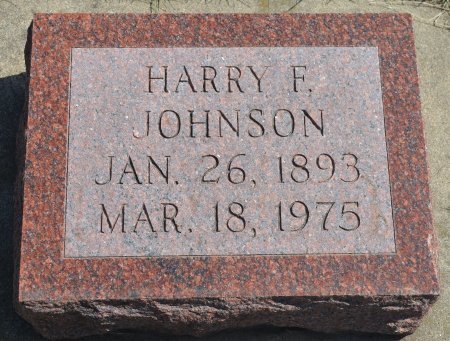 HARRY F.
JOHNSON
JAN. 26, 1893
MAR. 18, 1975